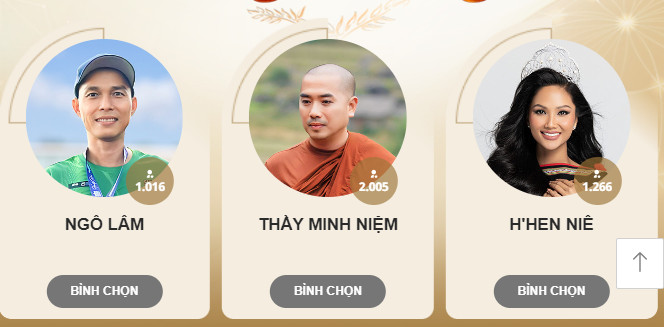 1.016
2.005
1.266
NGÔ LÂM
THẦY MINH NIỆM
H'HEN NIÊ
BÌNH CHỌN
BÌNH CHỌN
BÌNH CHỌN